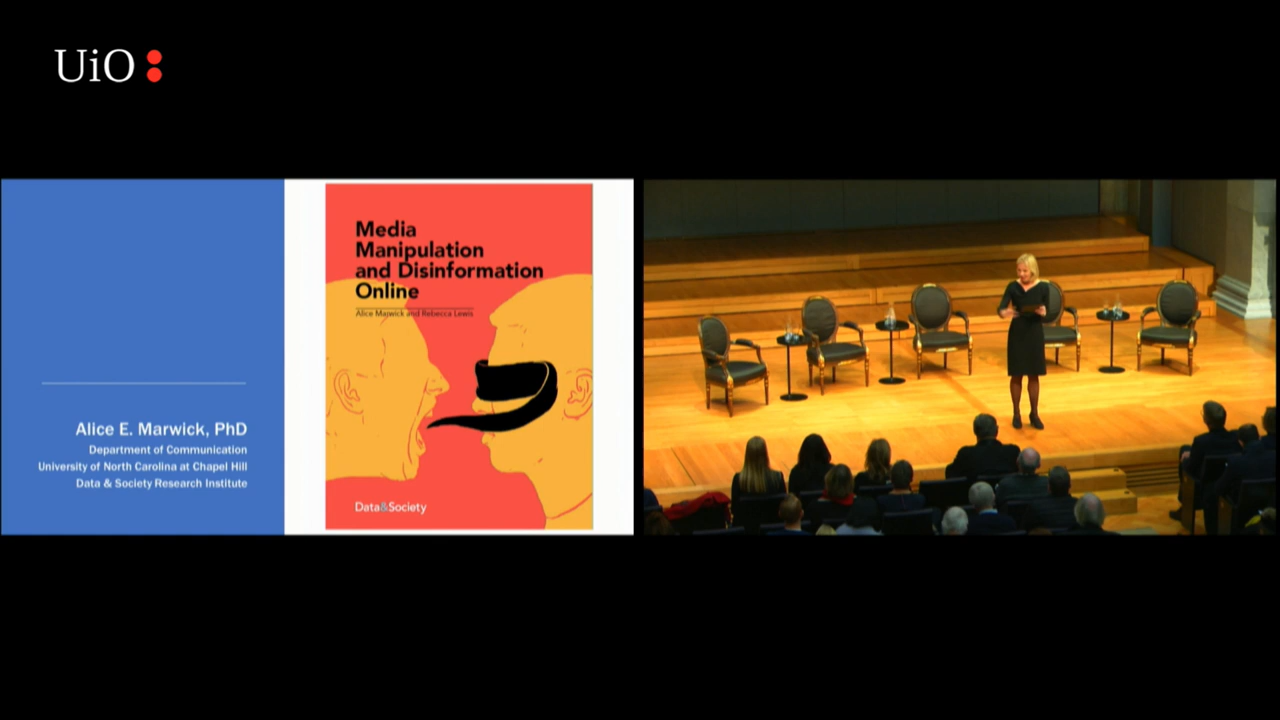 UiO:
Alice E. Marwick, PhD
Department of Communication
University of North Carolina at Chapel Hill
Data & Society Research Institute
Media
Manipulation
and Disinformation
Online
Alice Marwick and Rebecca Lewis
Data&Society